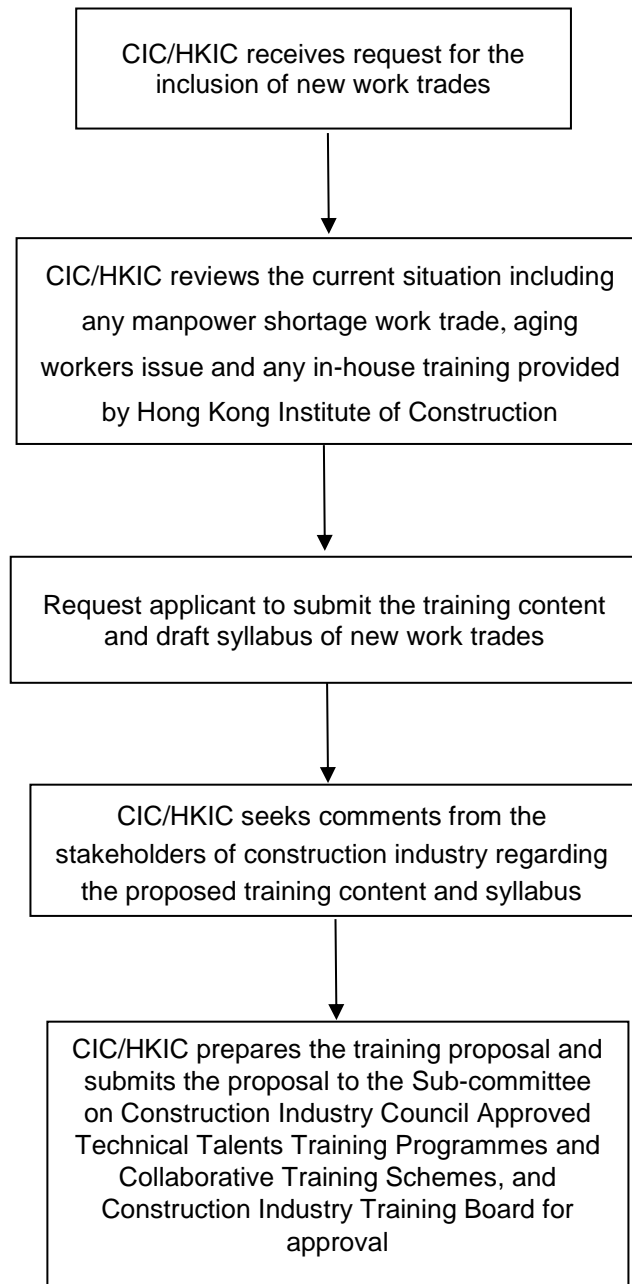 CIC/HKIC receives request for the
inclusion of new work trades
CIC/HKIC reviews the current situation including
any manpower shortage work trade, aging
workers issue and any in-house training provided
by Hong Kong Institute of Construction
Request applicant to submit the training content
and draft syllabus of new work trades
CIC/HKIC seeks comments from the
stakeholders of construction industry regarding
the proposed training content and syllabus
CIC/HKIC prepares the training proposal and
submits the proposal to the Sub-committee
on Construction Industry Council Approved
Technical Talents Training Programmes and
Collaborative Training Schemes, and
Construction Industry Training Board for
approval